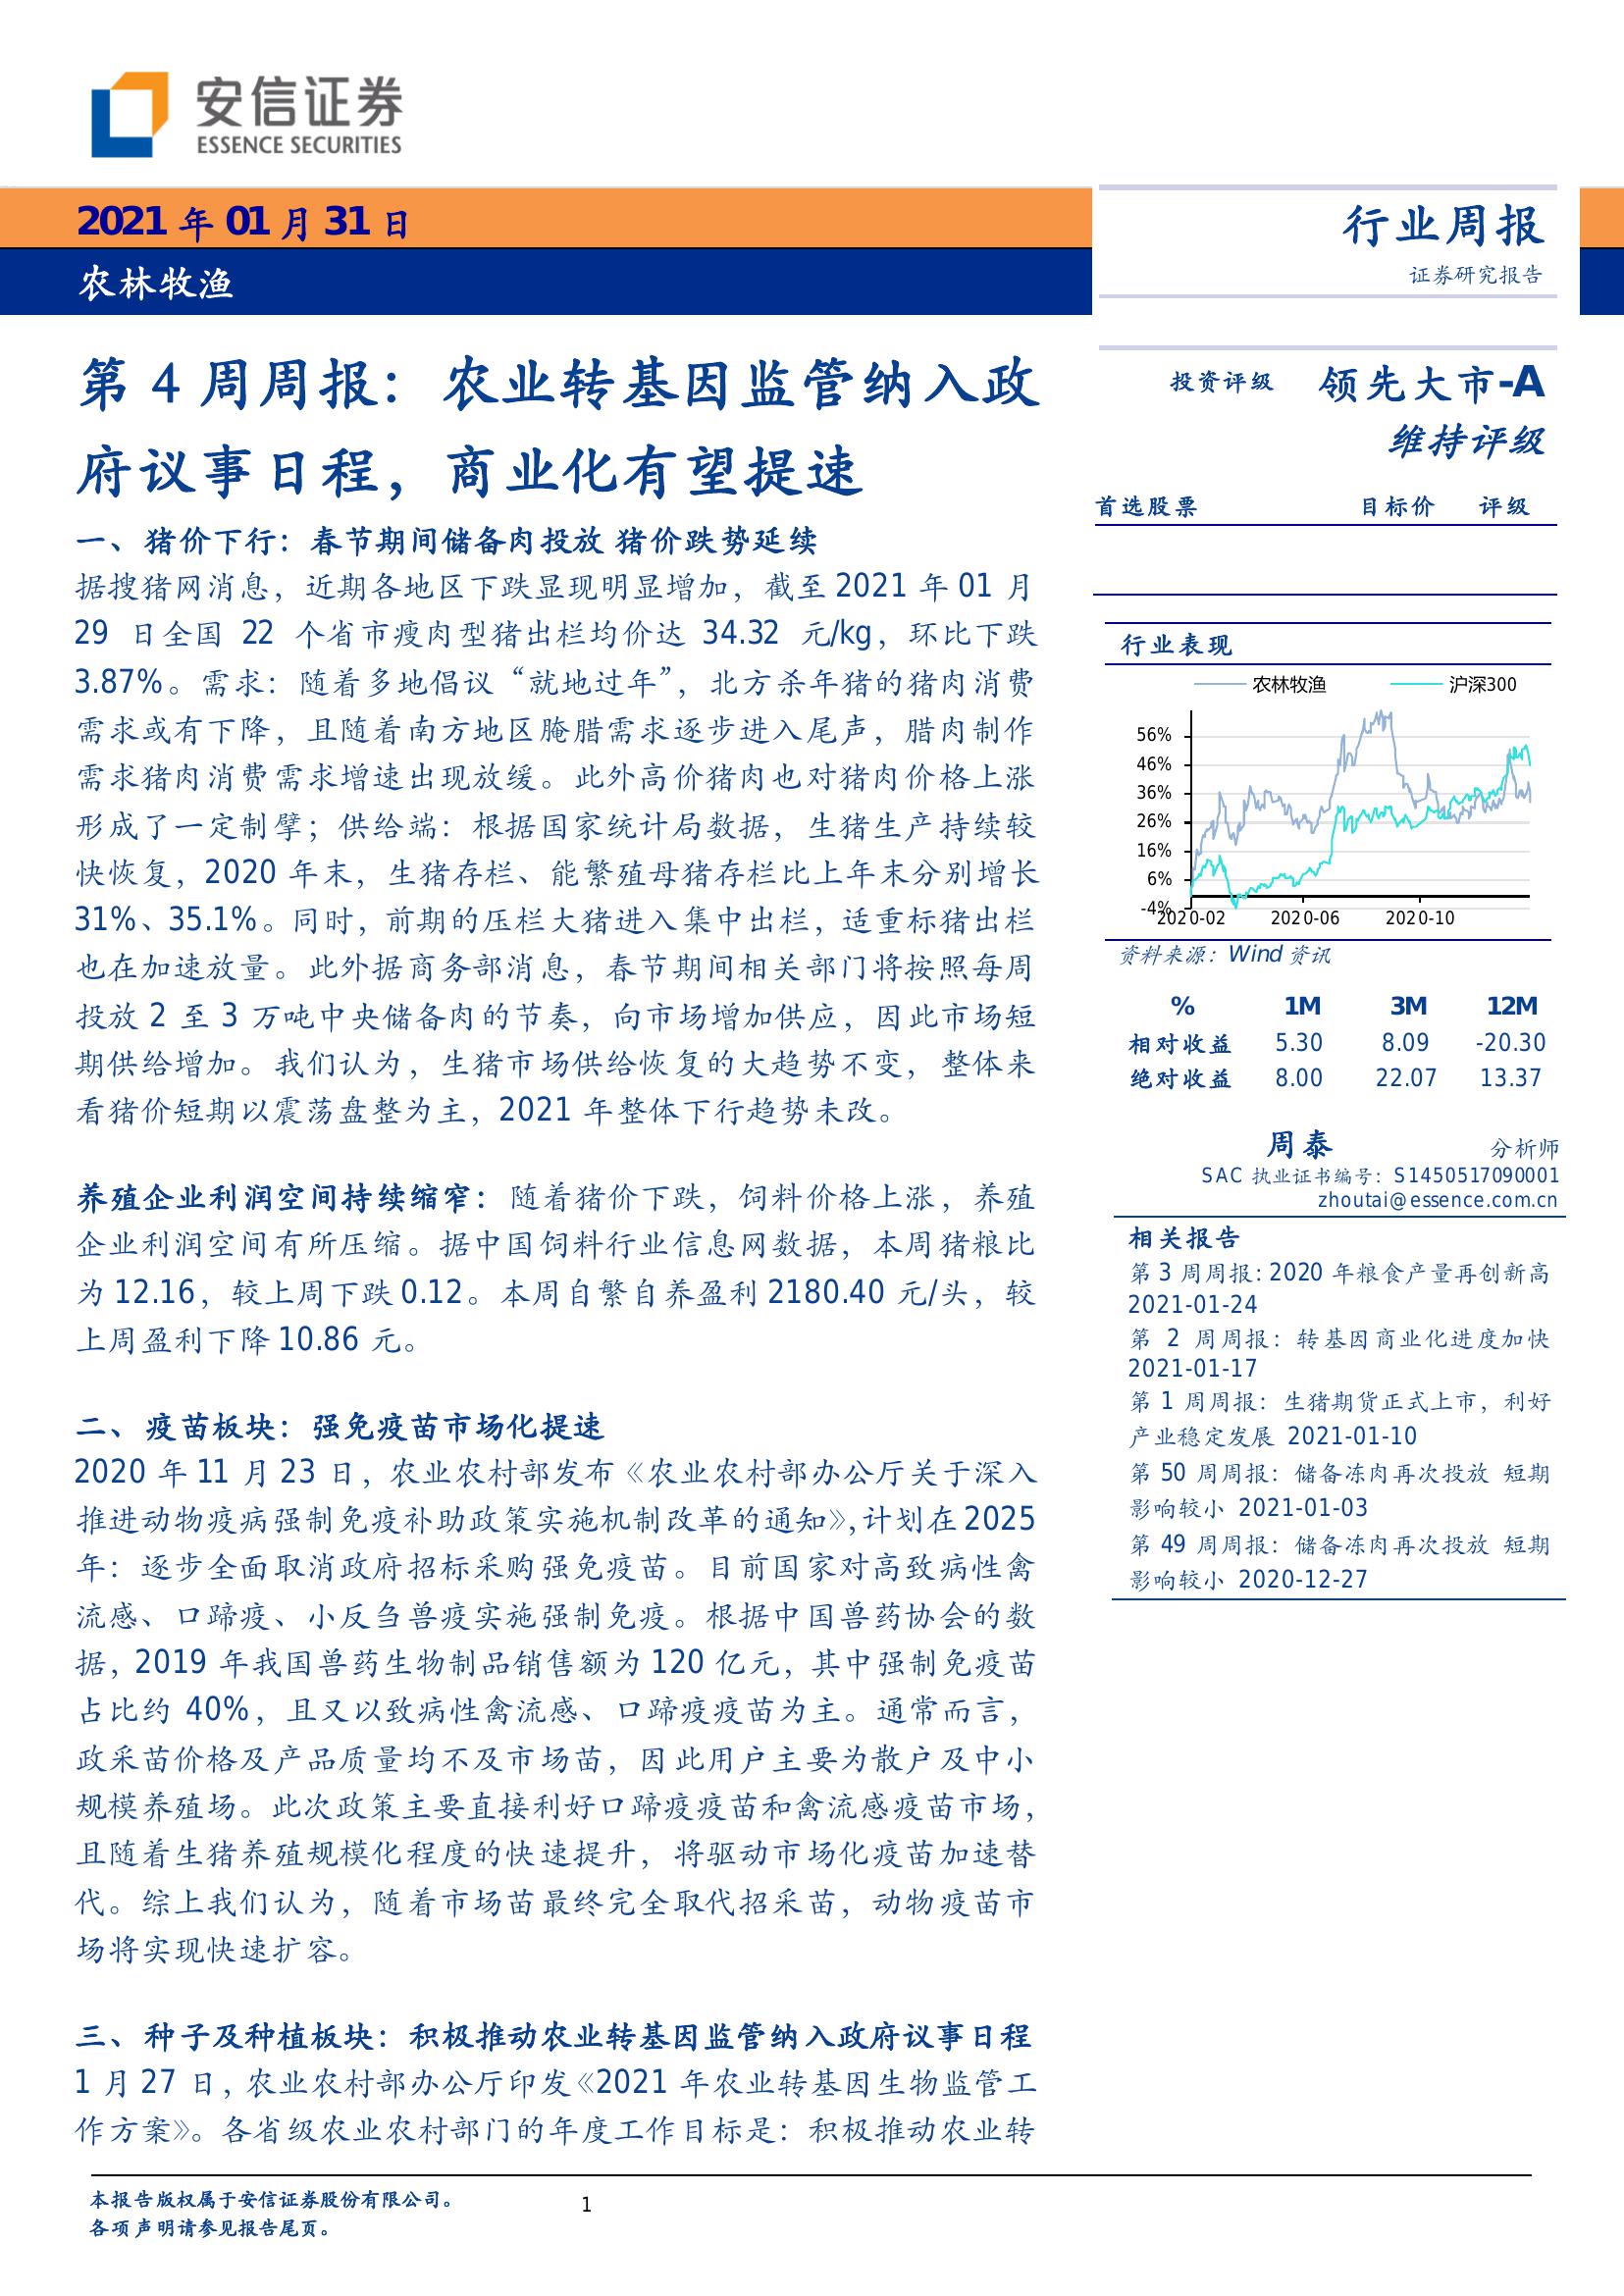 安信证券
ESSENCE SECURITIES
2021 年 01 月 31 日
农林牧渔
行业周报
证券研究报告
第 4 周周报：农业转基因监管纳入政
府议事日程，商业化有望提速
一、猪价下行：春节期间储备肉投放 猪价跌势延续
据搜猪网消息，近期各地区下跌显现明显增加，截至 2021 年 01 月
29 日全国 22 个省市瘦肉型猪出栏均价达 34.32 元/kg，环比下跌
3.87%。需求：随着多地倡议“就地过年”，北方杀年猪的猪肉消费
需求或有下降，且随着南方地区腌腊需求逐步进入尾声，腊肉制作
需求猪肉消费需求增速出现放缓。此外高价猪肉也对猪肉价格上涨
形成了一定制擘；供给端：根据国家统计局数据，生猪生产持续较
快恢复，2020 年末，生猪存栏、能繁殖母猪存栏比上年末分别增长
31%、35.1%。同时，前期的压栏大猪进入集中出栏，适重标猪出栏
也在加速放量。此外据商务部消息，春节期间相关部门将按照每周
投放 2 至 3 万吨中央储备肉的节奏，向市场增加供应，因此市场短
期供给增加。我们认为，生猪市场供给恢复的大趋势不变，整体来
看猪价短期以震荡盘整为主，2021 年整体下行趋势未改。
养殖企业利润空间持续缩窄：随着猪价下跌，饲料价格上涨，养殖
企业利润空间有所压缩。据中国饲料行业信息网数据，本周猪粮比
为 12.16，较上周下跌 0.12。本周自繁自养盈利 2180.40 元/头，较
上周盈利下降 10.86 元。
二、疫苗板块：强免疫苗市场化提速
2020 年 11 月 23 日，农业农村部发布《农业农村部办公厅关于深入
推进动物疫病强制免疫补助政策实施机制改革的通知》，计划在 2025
年：逐步全面取消政府招标采购强免疫苗。目前国家对高致病性禽
流感、口蹄疫、小反刍兽疫实施强制免疫。根据中国兽药协会的数
据，2019 年我国兽药生物制品销售额为 120 亿元，其中强制免疫苗
占比约 40%，且又以致病性禽流感、口蹄疫疫苗为主。通常而言，
政采苗价格及产品质量均不及市场苗，因此用户主要为散户及中小
规模养殖场。此次政策主要直接利好口蹄疫疫苗和禽流感疫苗市场，
且随着生猪养殖规模化程度的快速提升，将驱动市场化疫苗加速替
代。综上我们认为，随着市场苗最终完全取代招采苗，动物疫苗市
场将实现快速扩容。
三、种子及种植板块：积极推动农业转基因监管纳入政府议事日程
1 月 27 日，农业农村部办公厅印发《2021 年农业转基因生物监管工
作方案》。各省级农业农村部门的年度工作目标是：积极推动农业转
投资评级 领先大市-A
维持评级
首选股票 目标价 评级
行业表现
农林牧渔 沪深300
56%
46%
36%
26%
16%
6%
-4%
2020-02 2020-06 2020-10
资料来源：Wind 资讯
% 1M 3M 12M
相对收益 5.30 8.09 -20.30
绝对收益 8.00 22.07 13.37
周泰 分析师
SAC 执业证书编号：S1450517090001
zhoutai@essence.com.cn
相关报告
第 3 周周报：2020 年粮食产量再创新高
2021-01-24
第 2 周周报：转基因商业化进度加快
2021-01-17
第 1 周周报：生猪期货正式上市，利好
产业稳定发展 2021-01-10
第 50 周周报：储备冻肉再次投放 短期
影响较小 2021-01-03
第 49 周周报：储备冻肉再次投放 短期
影响较小 2020-12-27
本报告版权属于安信证券股份有限公司。
1
各项声明请参见报告尾页。